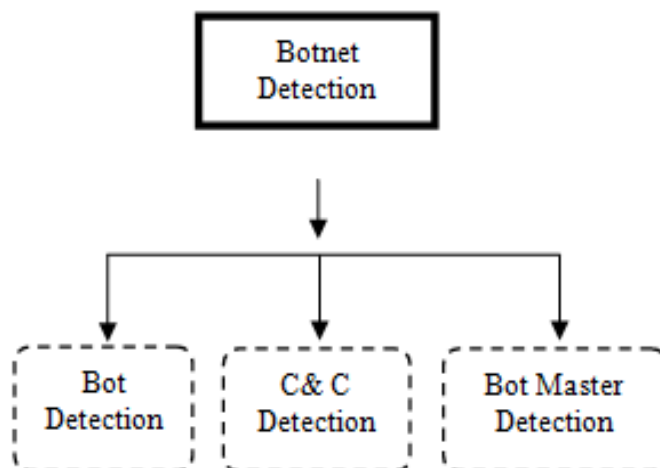 Botnet
Detection
Bot
Detection
C& C
Detection
Bot Master
Detection